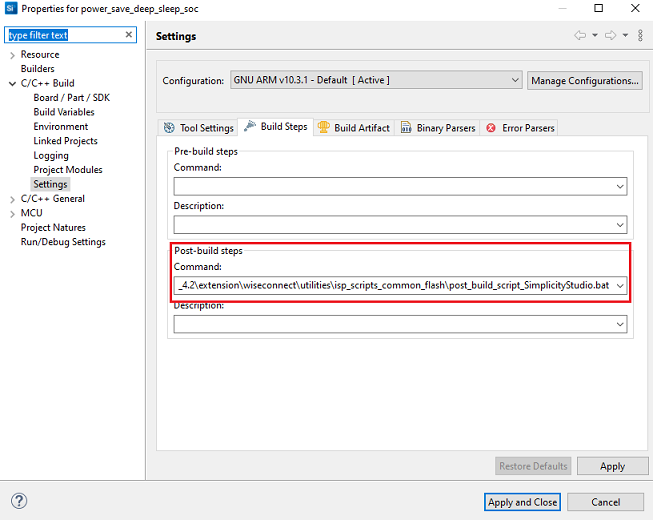 Si Properties for power_save_deep_sleep_soc
type filter text
Settings
Resource
Builders
C/C++ Build
Board / Part / SDK
Build Variables
Environment
Linked Projects
Logging
Project Modules
Settings
C/C++ General
MCU
Project Natures
Run/Debug Settings
Configuration: GNU ARM v10.3.1 - Default [ Active ] Manage Configurations...
Tool Settings Build Steps Build Artifact Binary Parsers Error Parsers
Pre-build steps
Command:
Description:
Post-build steps
Command:
_4.2\extension\wiseconnect\utilities\isp_scripts_common_flash\post_build_script_SimplicityStudio.bat
Description:
Restore Defaults Apply
? Apply and Close Cancel